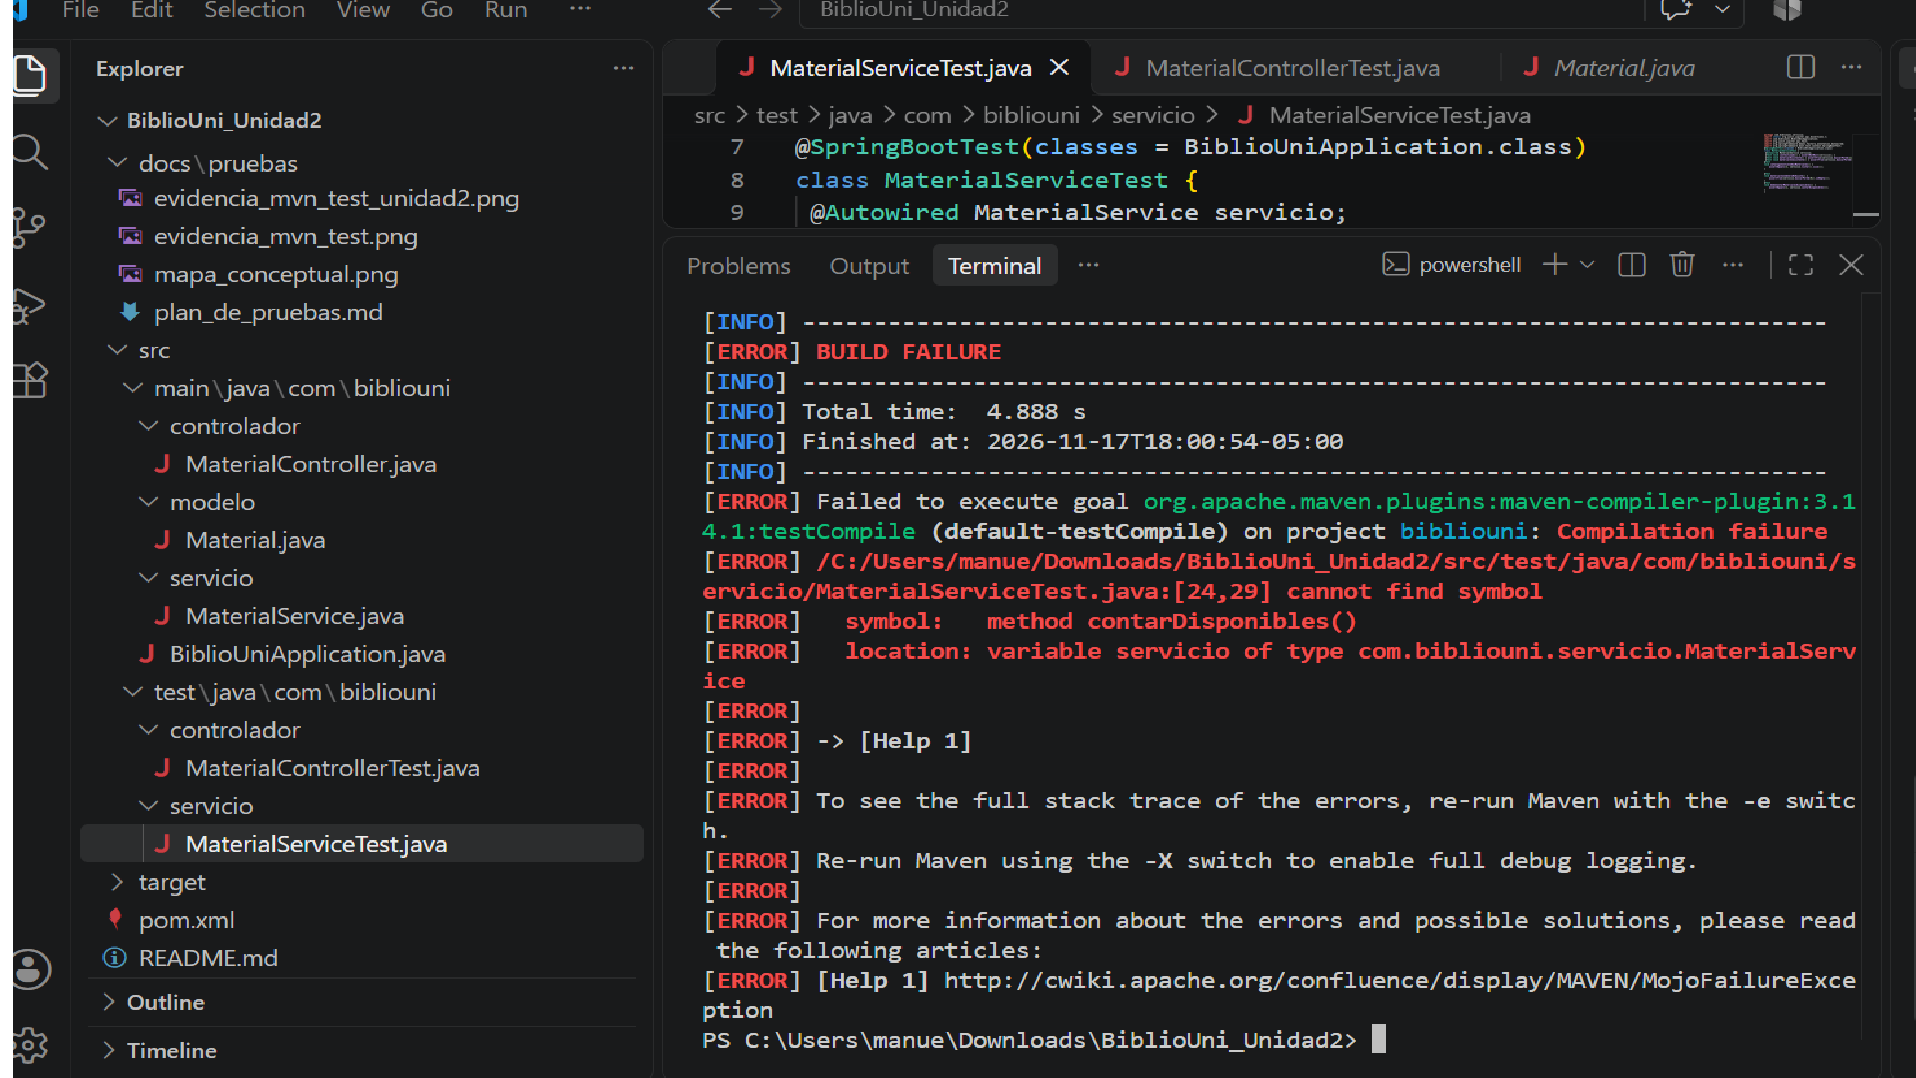 File Edit Selection View Go Run ···
BiblioUni_Unidad2
Explorer ···
BiblioUni_Unidad2
docs\pruebas
evidencia_mvn_test_unidad2.png
evidencia_mvn_test.png
mapa_conceptual.png
plan_de_pruebas.md
src
main\java\com\bibliouni
controlador
MaterialController.java
modelo
Material.java
servicio
MaterialService.java
BiblioUniApplication.java
test\java\com\bibliouni
controlador
MaterialControllerTest.java
servicio
MaterialServiceTest.java
target
pom.xml
README.md
Outline
Timeline
MaterialServiceTest.java MaterialControllerTest.java Material.java ···
src > test > java > com > bibliouni > servicio > MaterialServiceTest.java
7 @SpringBootTest(classes = BiblioUniApplication.class)
8 class MaterialServiceTest {
9 @Autowired MaterialService servicio;
Problems Output Terminal ··· powershell ···
[INFO] ------------------------------------------------------------------------
[ERROR] BUILD FAILURE
[INFO] ------------------------------------------------------------------------
[INFO] Total time:  4.888 s
[INFO] Finished at: 2026-11-17T18:00:54-05:00
[INFO] ------------------------------------------------------------------------
[ERROR] Failed to execute goal org.apache.maven.plugins:maven-compiler-plugin:3.1
4.1:testCompile (default-testCompile) on project bibliouni: Compilation failure
[ERROR] /C:/Users/manue/Downloads/BiblioUni_Unidad2/src/test/java/com/bibliouni/s
ervicio/MaterialServiceTest.java:[24,29] cannot find symbol
[ERROR]   symbol:   method contarDisponibles()
[ERROR]   location: variable servicio of type com.bibliouni.servicio.MaterialServ
ice
[ERROR]
[ERROR] -> [Help 1]
[ERROR]
[ERROR] To see the full stack trace of the errors, re-run Maven with the -e switc
h.
[ERROR] Re-run Maven using the -X switch to enable full debug logging.
[ERROR]
[ERROR] For more information about the errors and possible solutions, please read
 the following articles:
[ERROR] [Help 1] http://cwiki.apache.org/confluence/display/MAVEN/MojoFailureExce
ption
PS C:\Users\manue\Downloads\BiblioUni_Unidad2>